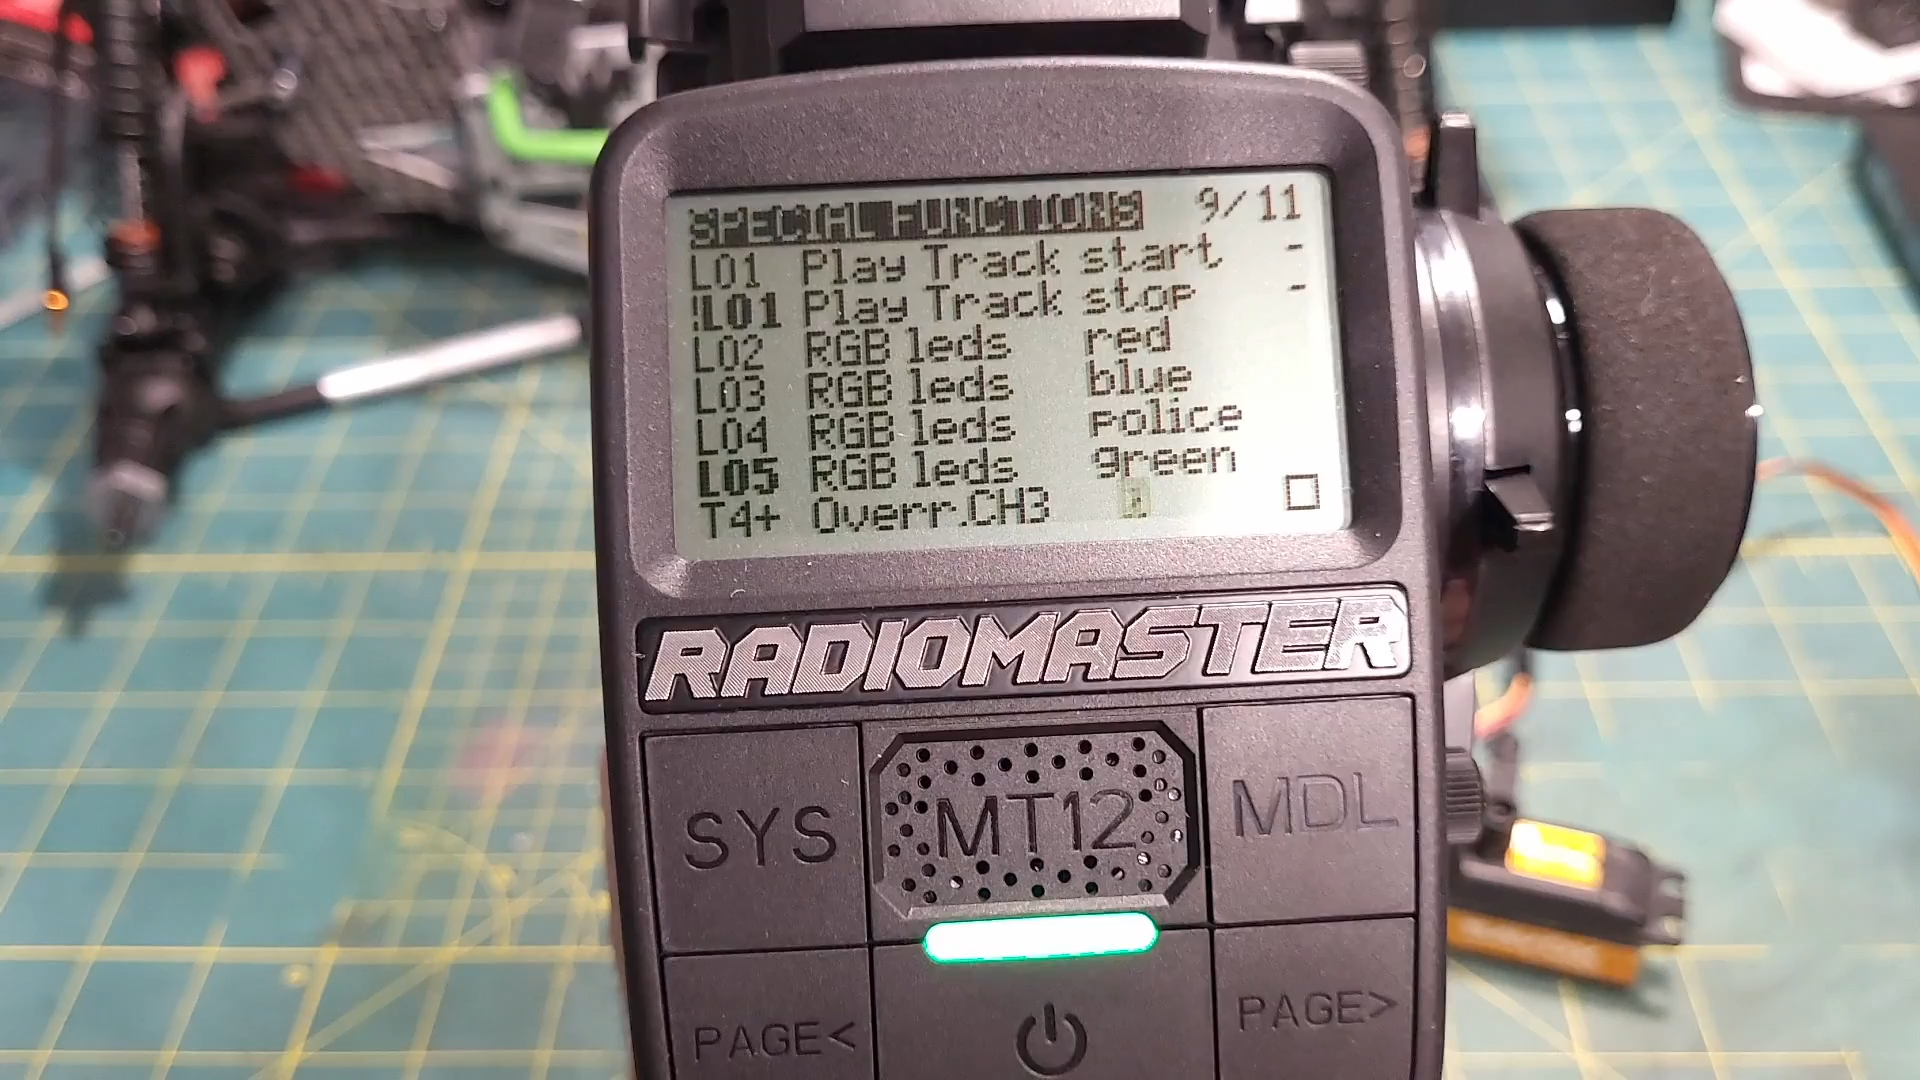 SPECIAL FUNCTIONS 9/11
L01 Play Track start -
!L01 Play Track stop -
L02 RGB leds red
L03 RGB leds blue
L04 RGB leds police
L05 RGB leds green
T4+ Overr.CH3
RADIOMASTER
SYS
MT12
MDL
PAGE<
PAGE>